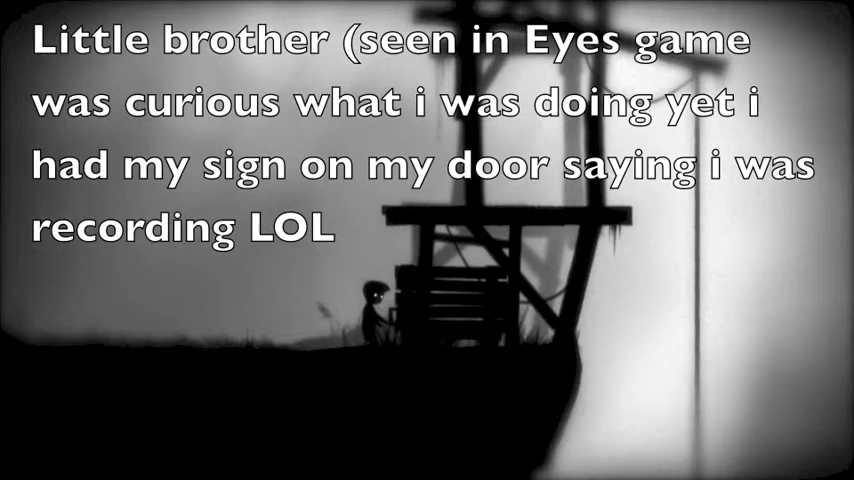 Little brother (seen in Eyes game
was curious what i was doing yet i
had my sign on my door saying i was
recording LOL